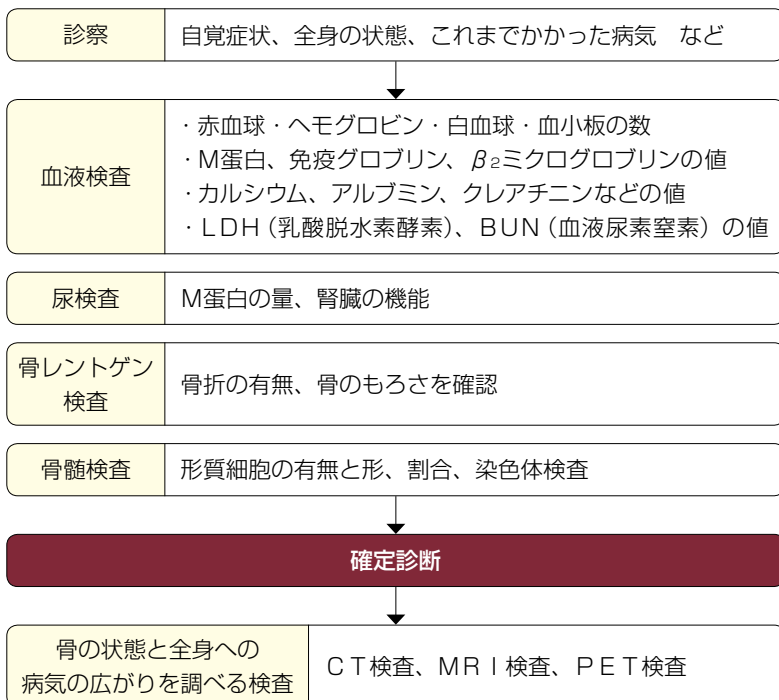 診察
自覚症状、全身の状態、これまでかかった病気　など
血液検査
・赤血球・ヘモグロビン・白血球・血小板の数
・M蛋白、免疫グロブリン、β₂ミクログロブリンの値
・カルシウム、アルブミン、クレアチニンなどの値
・LDH（乳酸脱水素酵素）、BUN（血液尿素窒素）の値
尿検査
M蛋白の量、腎臓の機能
骨レントゲン
検査
骨折の有無、骨のもろさを確認
骨髄検査
形質細胞の有無と形、割合、染色体検査
確定診断
骨の状態と全身への
病気の広がりを調べる検査
CT検査、MRI検査、PET検査